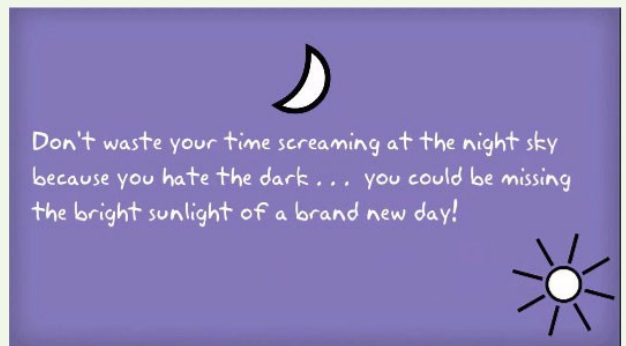 Don't waste your time screaming at the night sky
because you hate the dark . . . you could be missing
the bright sunlight of a brand new day!